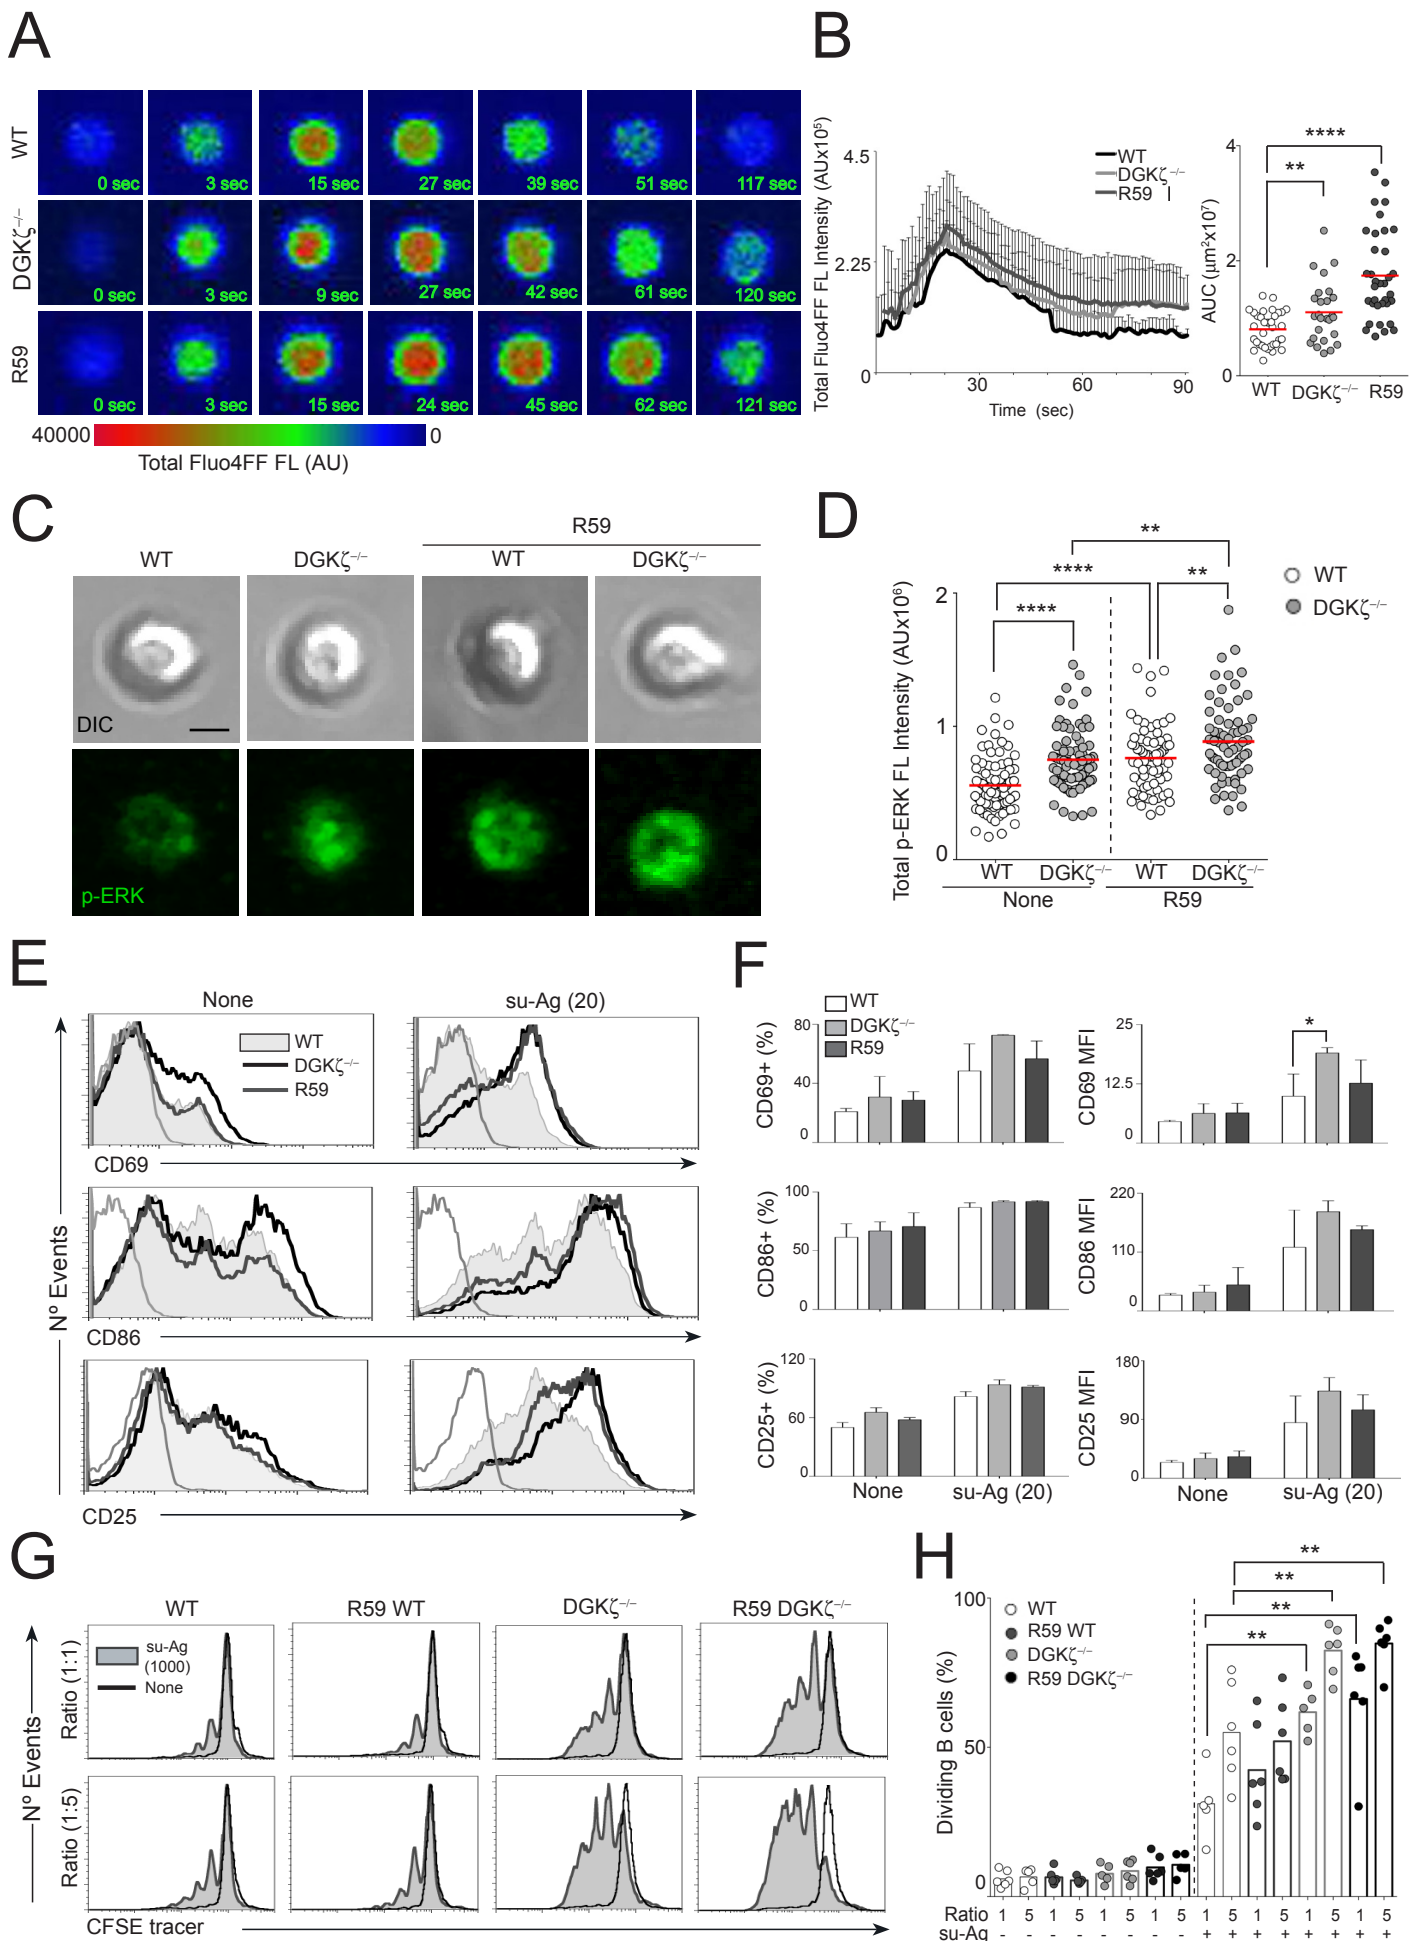 A
WT
0 sec
3 sec
15 sec
27 sec
39 sec
51 sec
117 sec
DGKζ⁻/⁻
0 sec
3 sec
9 sec
27 sec
42 sec
61 sec
120 sec
R59
0 sec
3 sec
15 sec
24 sec
45 sec
62 sec
121 sec
40000
0
Total Fluo4FF FL (AU)
B
Total Fluo4FF FL Intensity (AUx10⁵)
4.5
2.25
0
30
60
90
Time (sec)
WT
DGKζ⁻/⁻
R59
AUC (µm²x10⁷)
4
2
0
****
**
WT
DGKζ⁻/⁻
R59
C
R59
WT
DGKζ⁻/⁻
WT
DGKζ⁻/⁻
DIC
p-ERK
D
Total p-ERK FL Intensity (AUx10⁶)
2
1
0
**
****
**
****
WT
DGKζ⁻/⁻
WT
DGKζ⁻/⁻
WT
DGKζ⁻/⁻
None
R59
E
None
su-Ag (20)
WT
DGKζ⁻/⁻
R59
Nº Events
CD69
CD86
CD25
F
WT
DGKζ⁻/⁻
R59
CD69+ (%)
80
40
0
CD69 MFI
25
12.5
0
*
CD86+ (%)
100
50
0
CD86 MFI
220
110
0
CD25+ (%)
120
60
0
None
su-Ag (20)
CD25 MFI
180
90
0
None
su-Ag (20)
G
WT
R59 WT
DGKζ⁻/⁻
R59 DGKζ⁻/⁻
su-Ag
(1000)
None
Nº Events
Ratio (1:1)
Ratio (1:5)
CFSE tracer
H
Dividing B cells (%)
100
50
0
WT
R59 WT
DGKζ⁻/⁻
R59 DGKζ⁻/⁻
**
**
**
**
Ratio 1 5 1 5 1 5 1 5 1 5 1 5 1 5 1 5
su-Ag - - - - - - - - + + + + + + + +